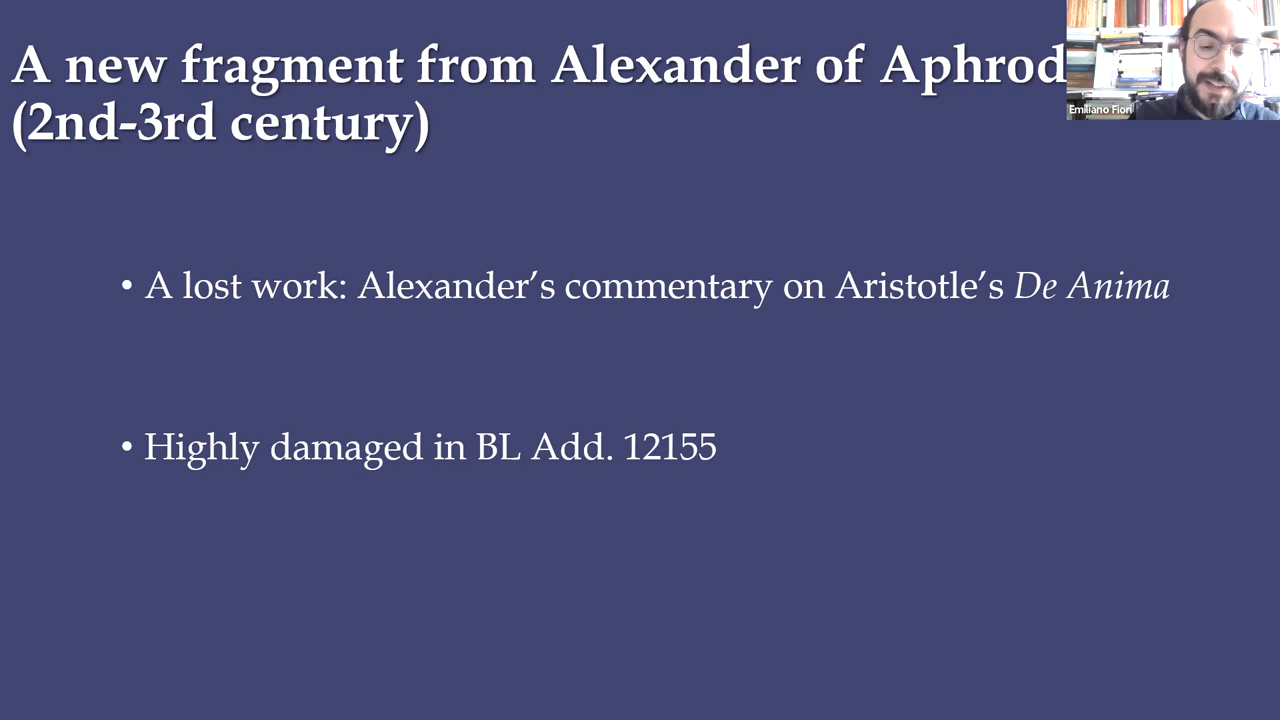 A new fragment from Alexander of Aphrod
(2nd-3rd century)
Emiliano Fiori
• A lost work: Alexander’s commentary on Aristotle’s De Anima
• Highly damaged in BL Add. 12155